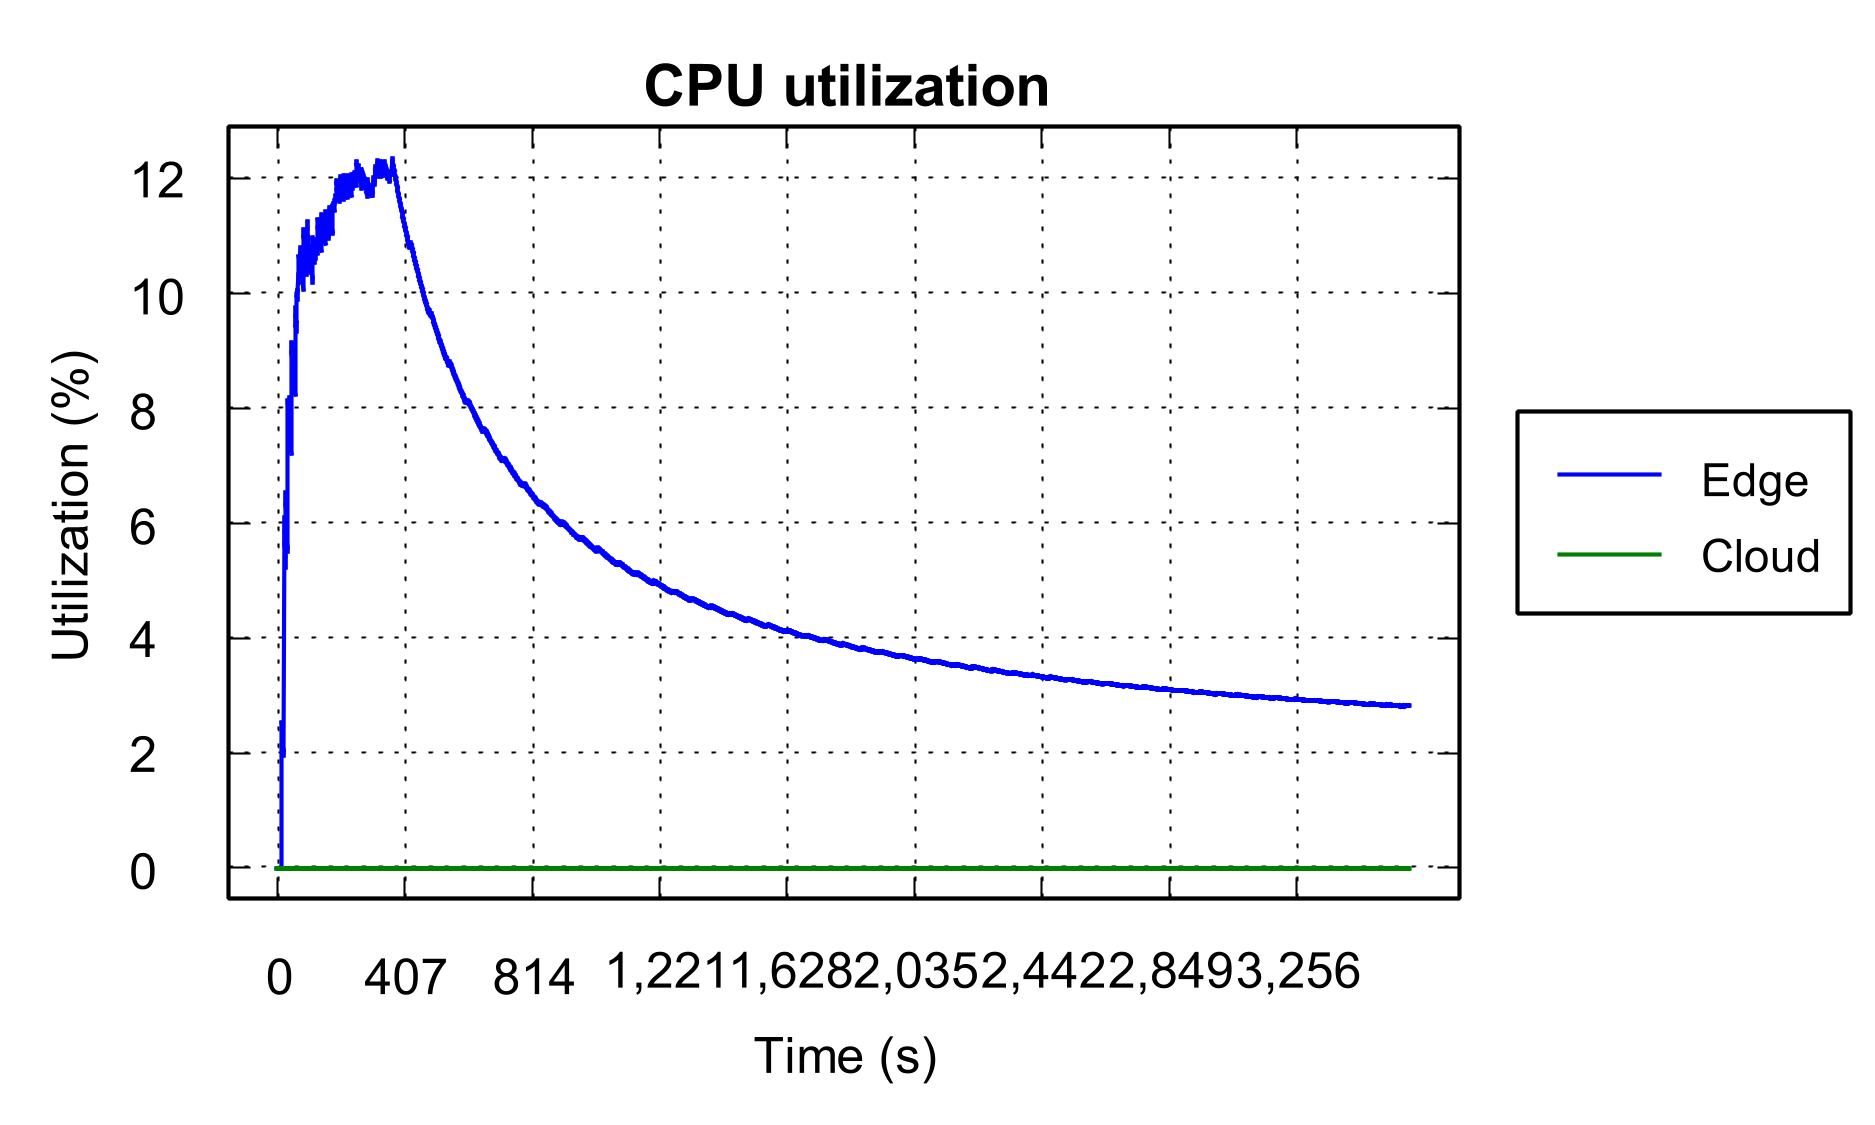 CPU utilization
12
10
8
6
4
2
0
Utilization (%)
0 407 814 1,2211,6282,0352,4422,8493,256
Time (s)
Edge
Cloud